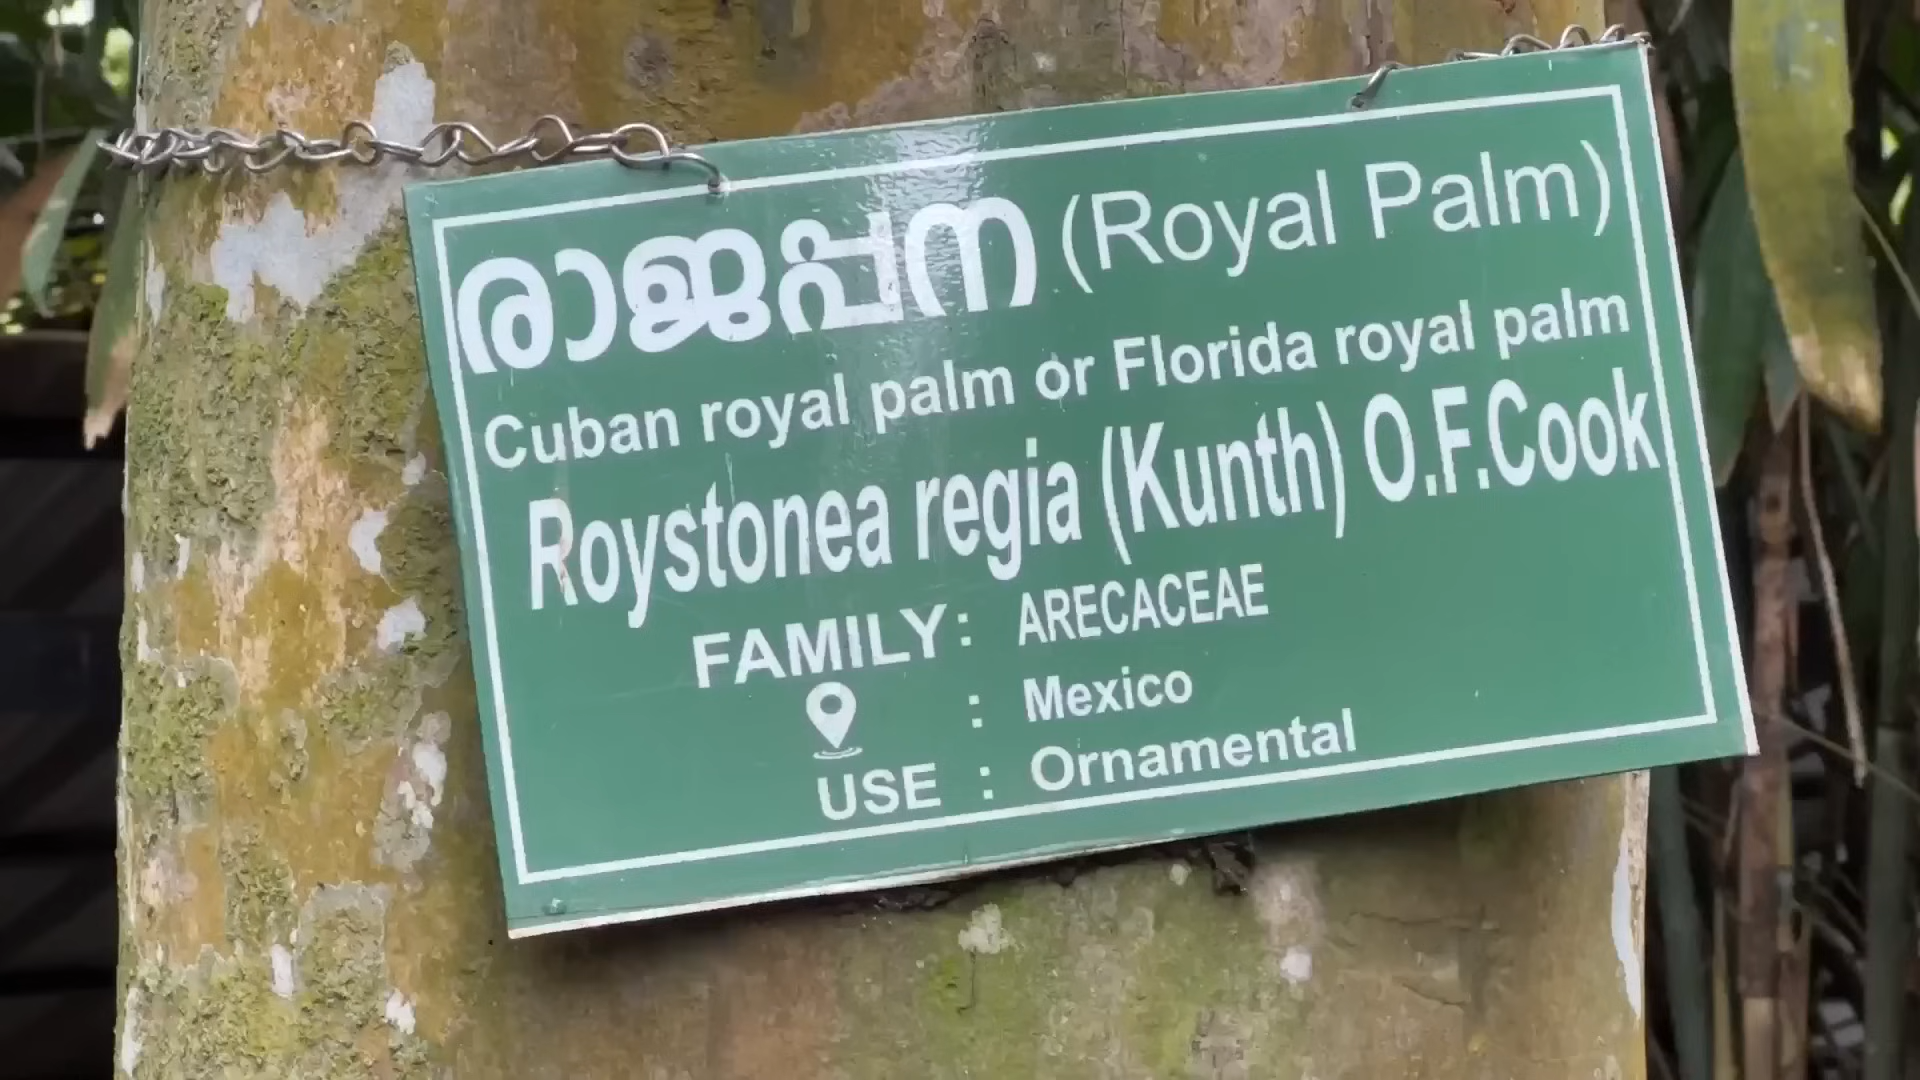 രാജപ്പന (Royal Palm)
Cuban royal palm or Florida royal palm
Roystonea regia (Kunth) O.F.Cook
FAMILY : ARECACEAE
: Mexico
USE : Ornamental